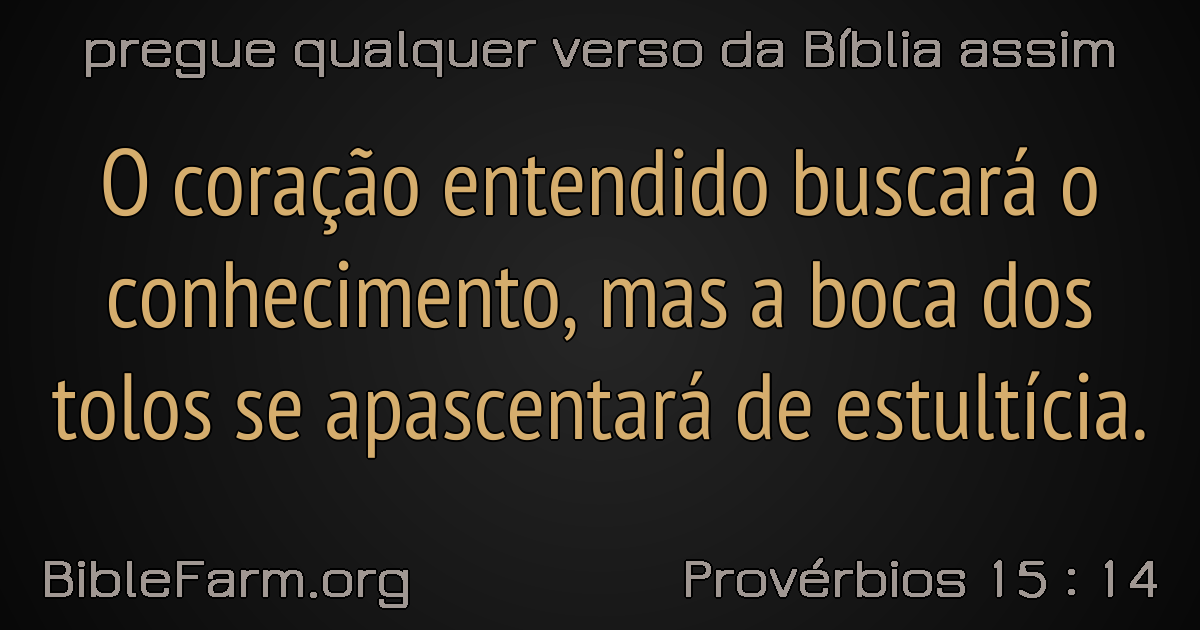 pregue qualquer verso da Bíblia assim
O coração entendido buscará o
conhecimento, mas a boca dos
tolos se apascentará de estultícia.
BibleFarm.org
Provérbios 15 : 14